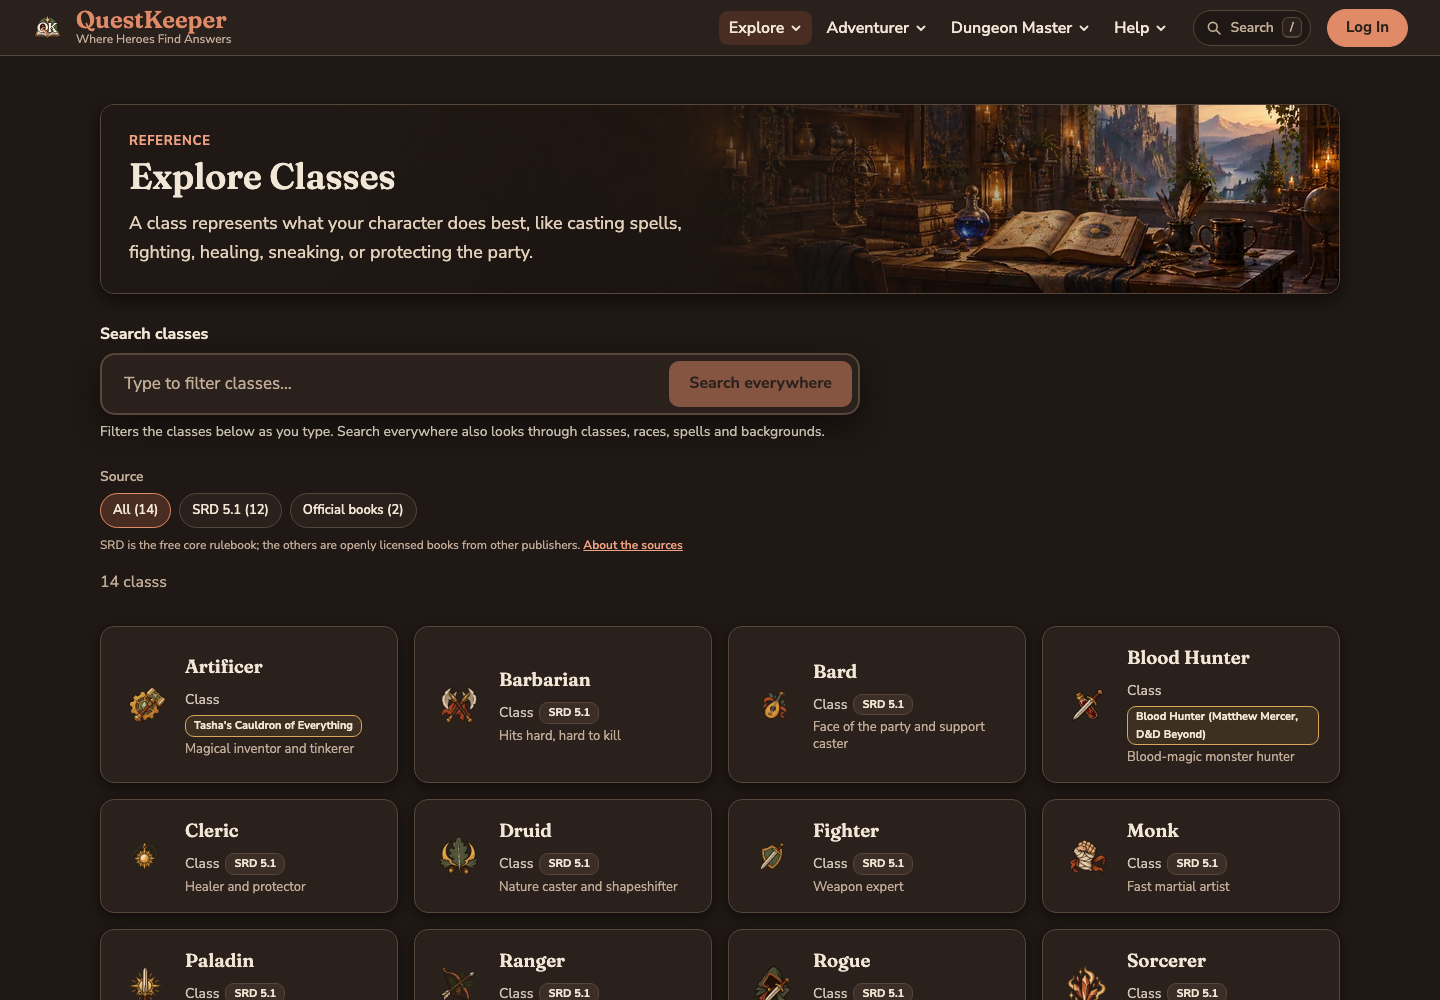 QK
QuestKeeper
Where Heroes Find Answers
Explore
Adventurer
Dungeon Master
Help
Search /
Log In
REFERENCE
Explore Classes
A class represents what your character does best, like casting spells,
fighting, healing, sneaking, or protecting the party.
Search classes
Type to filter classes...
Search everywhere
Filters the classes below as you type. Search everywhere also looks through classes, races, spells and backgrounds.
Source
All (14)
SRD 5.1 (12)
Official books (2)
SRD is the free core rulebook; the others are openly licensed books from other publishers. About the sources
14 classs
Artificer
Class
Tasha's Cauldron of Everything
Magical inventor and tinkerer
Barbarian
Class SRD 5.1
Hits hard, hard to kill
Bard
Class SRD 5.1
Face of the party and support
caster
Blood Hunter
Class
Blood Hunter (Matthew Mercer,
D&D Beyond)
Blood-magic monster hunter
Cleric
Class SRD 5.1
Healer and protector
Druid
Class SRD 5.1
Nature caster and shapeshifter
Fighter
Class SRD 5.1
Weapon expert
Monk
Class SRD 5.1
Fast martial artist
Paladin
Class SRD 5.1
Ranger
Class SRD 5.1
Rogue
Class SRD 5.1
Sorcerer
Class SRD 5.1